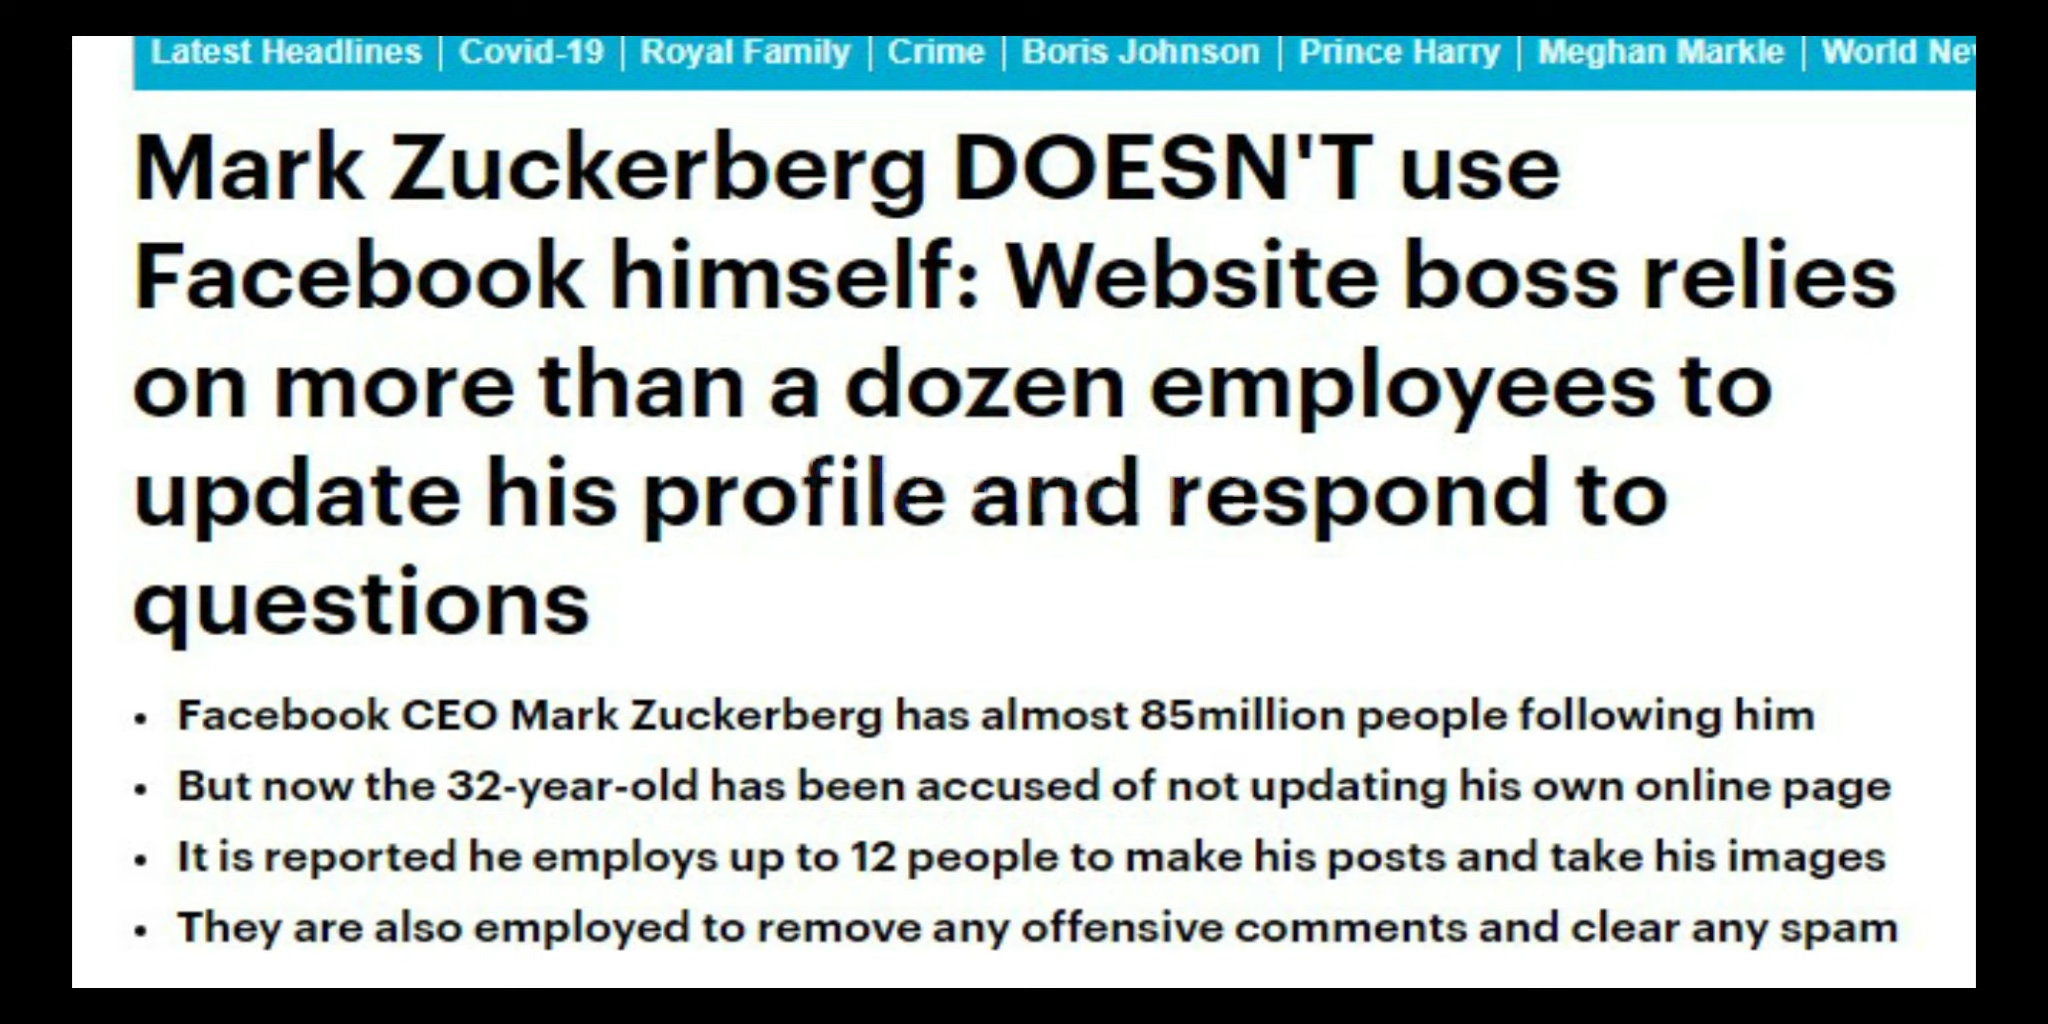 Latest Headlines | Covid-19 | Royal Family | Crime | Boris Johnson | Prince Harry | Meghan Markle | World
Mark Zuckerberg DOESN'T use
Facebook himself: Website boss relies
on more than a dozen employees to
update his profile and respond to
questions
• Facebook CEO Mark Zuckerberg has almost 85million people following him
• But now the 32-year-old has been accused of not updating his own online page
• It is reported he employs up to 12 people to make his posts and take his images
• They are also employed to remove any offensive comments and clear any spam